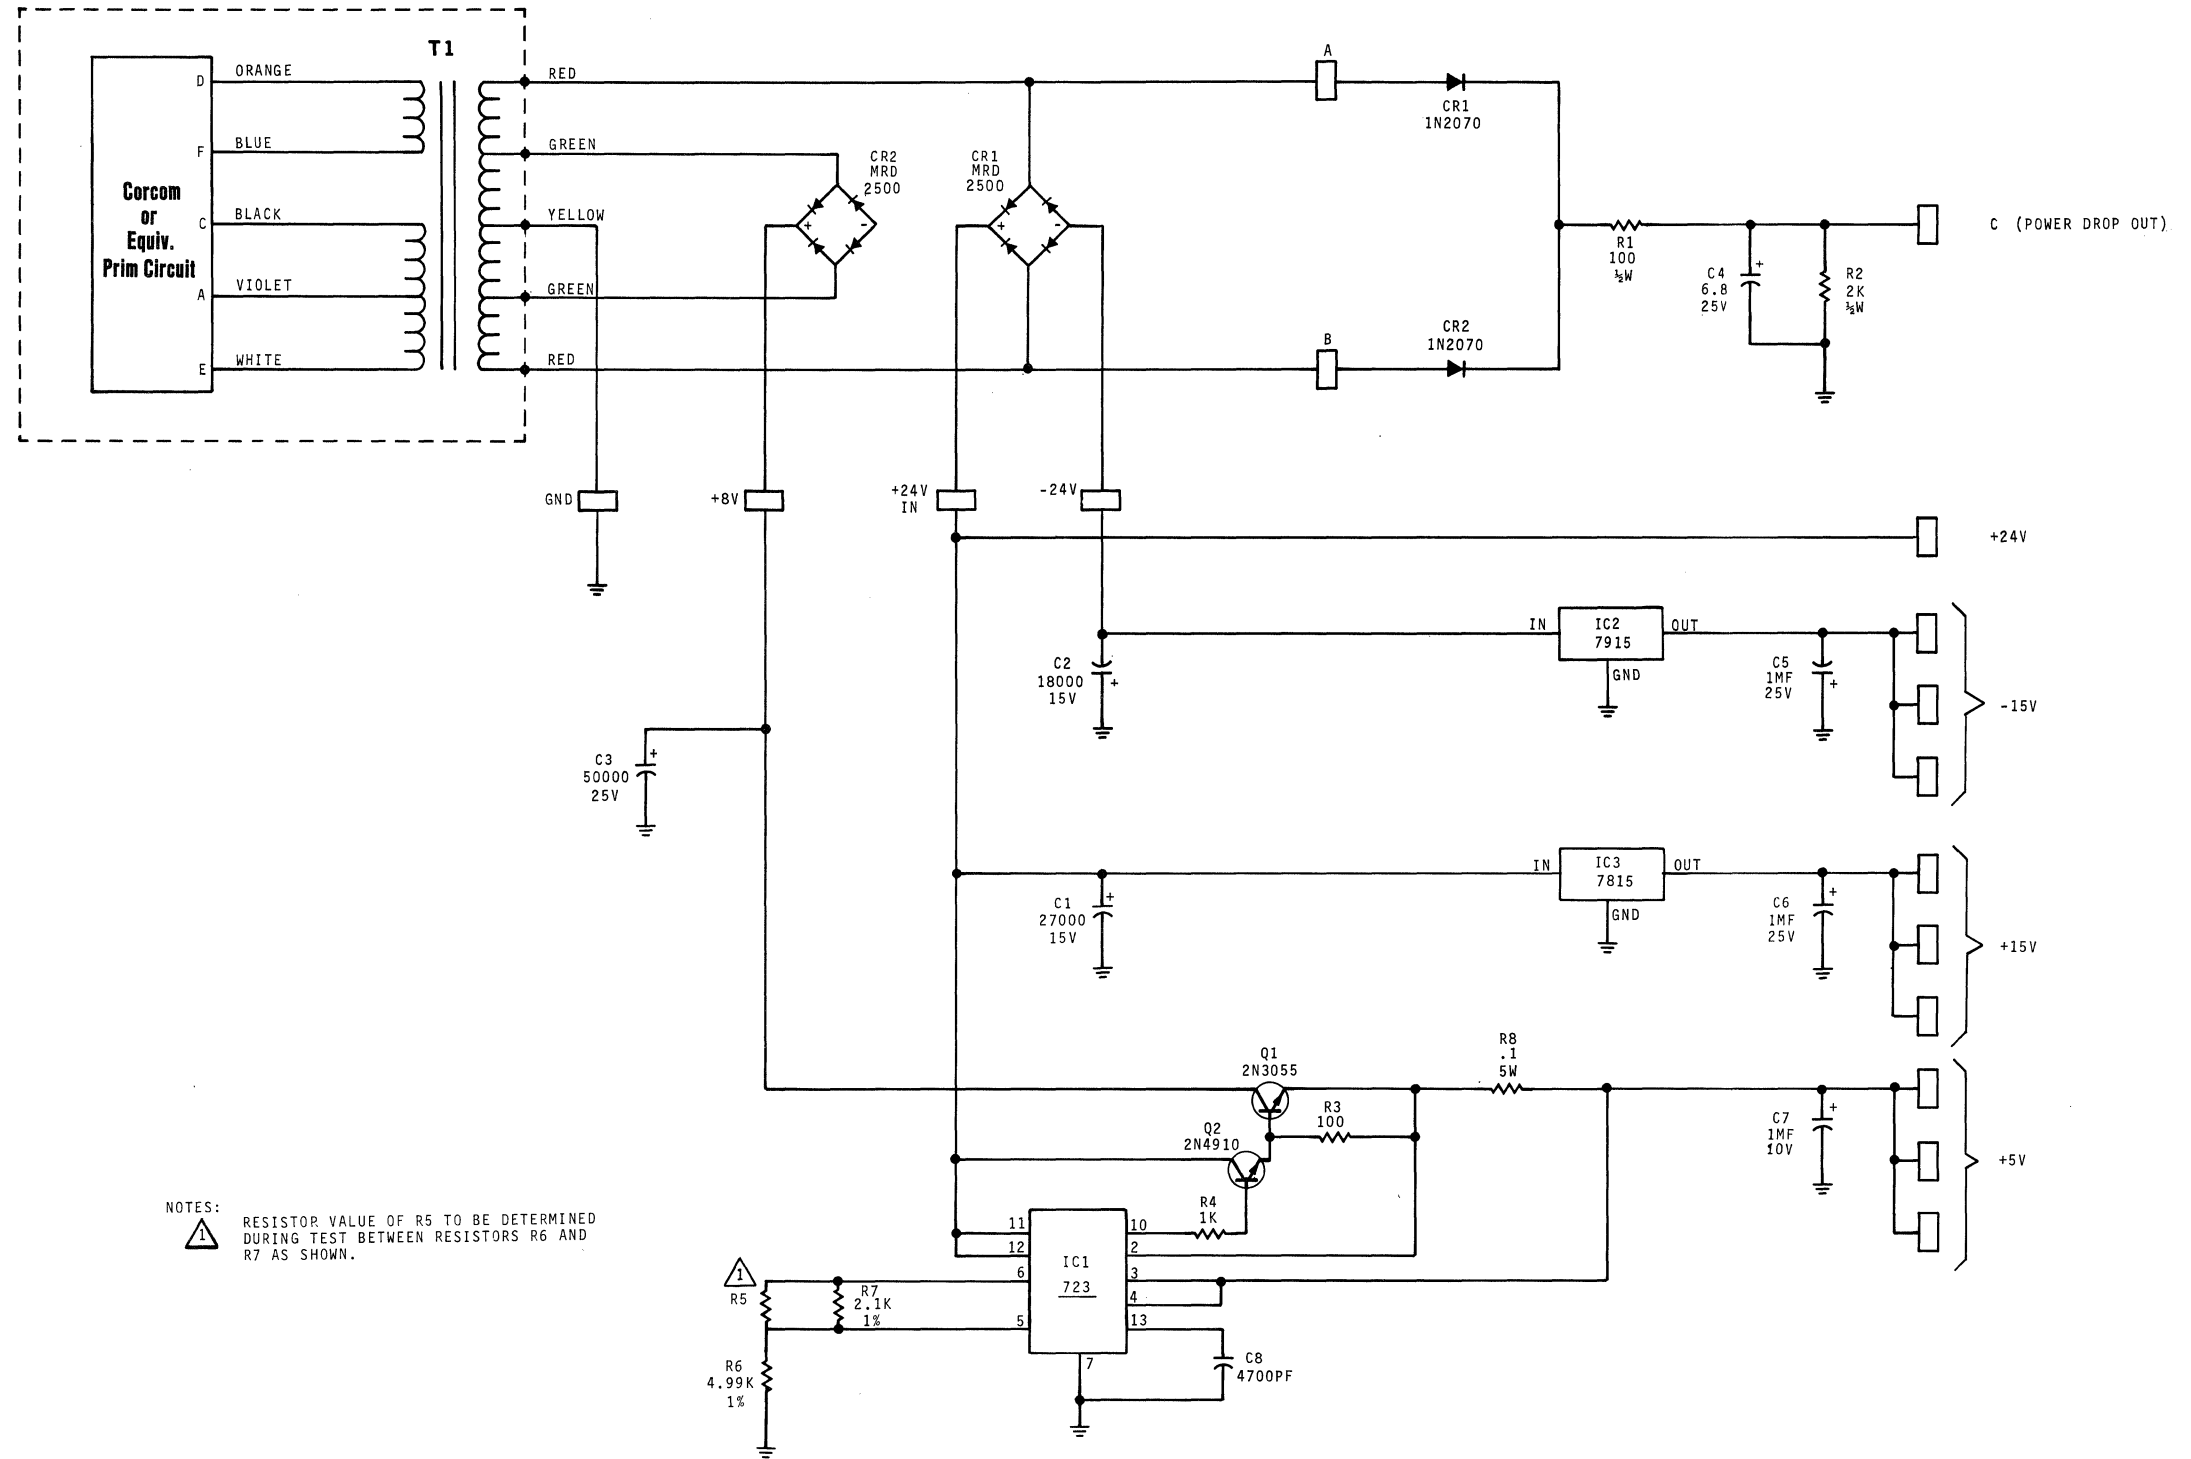 T1
D
ORANGE
F
BLUE
C
BLACK
A
VIOLET
E
WHITE
Corcom
or
Equiv.
Prim Circuit
RED
GREEN
YELLOW
GREEN
RED
CR2
MRD
2500
+
-
CR1
MRD
2500
+
-
A
CR1
1N2070
B
CR2
1N2070
R1
100
½W
C4
6.8
25V
+
R2
2K
½W
C (POWER DROP OUT)
GND
+8V
+24V
IN
-24V
+24V
C2
18000
15V
+
IN
IC2
7915
OUT
GND
C5
1MF
25V
+
-15V
C3
50000
25V
+
C1
27000
15V
+
IN
IC3
7815
OUT
GND
C6
1MF
25V
+
+15V
Q1
2N3055
R8
.1
5W
R3
100
Q2
2N4910
C7
1MF
10V
+
+5V
R4
1K
11
12
6
5
IC1
723
10
2
3
4
13
7
C8
4700PF
1
R5
R7
2.1K
1%
R6
4.99K
1%
NOTES:
1
RESISTOR VALUE OF R5 TO BE DETERMINED
DURING TEST BETWEEN RESISTORS R6 AND
R7 AS SHOWN.